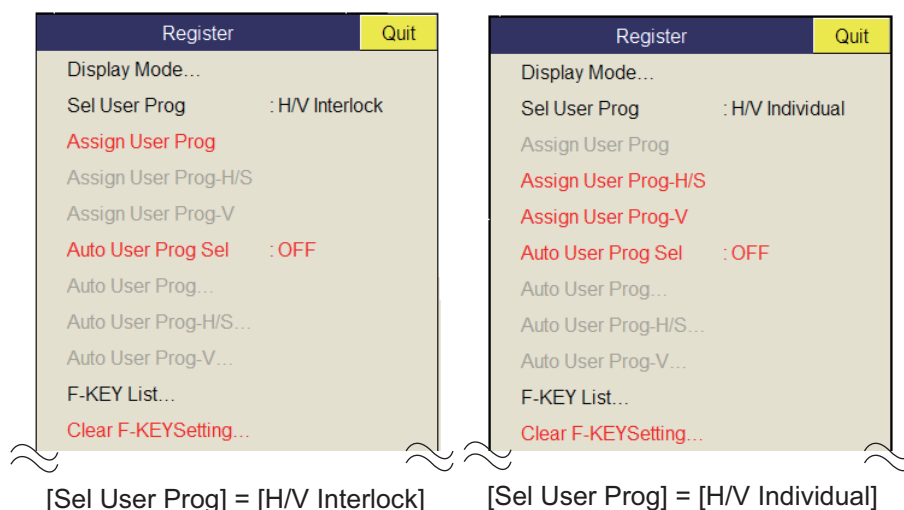 Register Quit
Display Mode...
Sel User Prog : H/V Interlock
Assign User Prog
Assign User Prog-H/S
Assign User Prog-V
Auto User Prog Sel : OFF
Auto User Prog...
Auto User Prog-H/S...
Auto User Prog-V...
F-KEY List...
Clear F-KEYSetting...
[Sel User Prog] = [H/V Interlock]
Register Quit
Display Mode...
Sel User Prog : H/V Individual
Assign User Prog
Assign User Prog-H/S
Assign User Prog-V
Auto User Prog Sel : OFF
Auto User Prog...
Auto User Prog-H/S...
Auto User Prog-V...
F-KEY List...
Clear F-KEYSetting...
[Sel User Prog] = [H/V Individual]